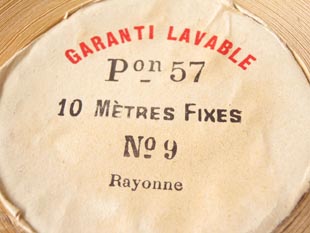 GARANTI LAVABLE
Pon 57
10 MÈTRES FIXES
No 9
Rayonne